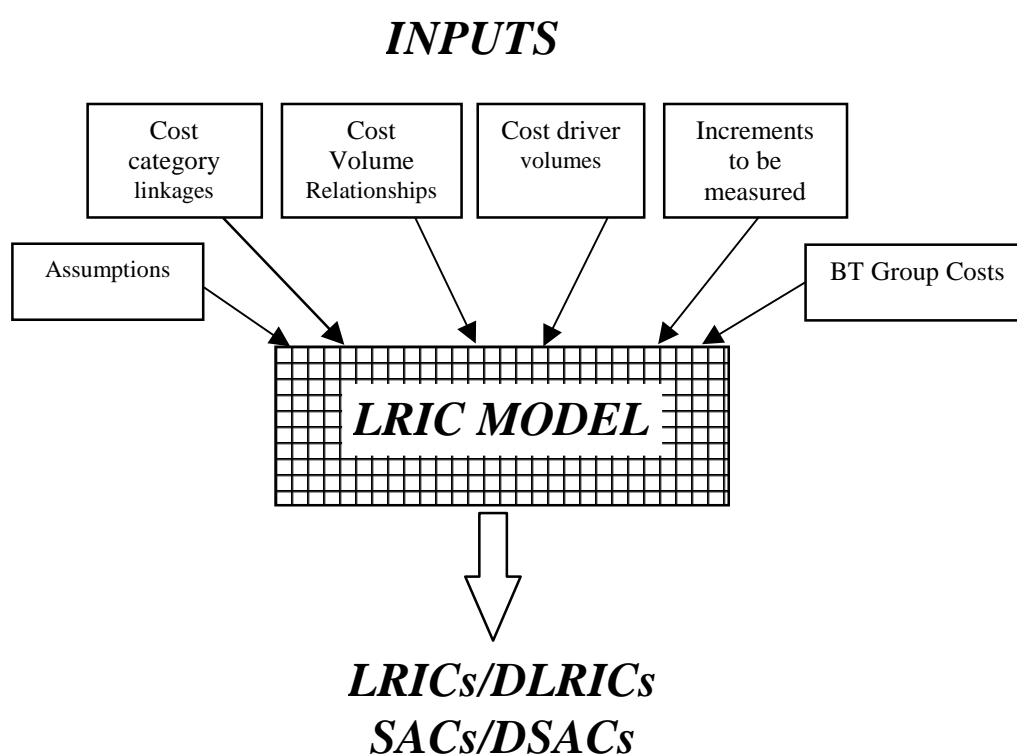 INPUTS
Cost
category
linkages
Cost
Volume
Relationships
Cost driver
volumes
Increments
to be
measured
Assumptions
BT Group Costs
LRIC MODEL
LRICs/DLRICs
SACs/DSACs